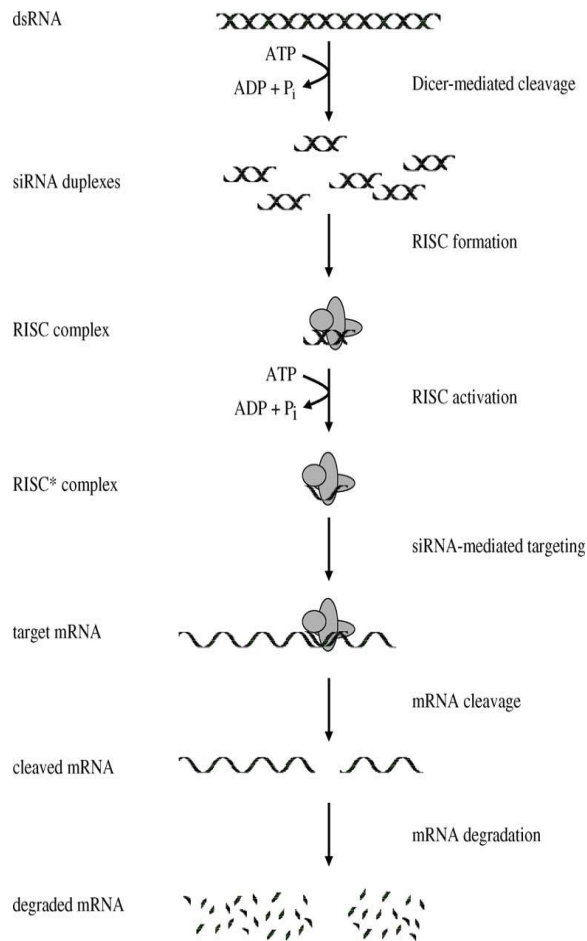 dsRNA
ATP
ADP + Pi
Dicer-mediated cleavage
siRNA duplexes
RISC formation
RISC complex
ATP
ADP + Pi
RISC activation
RISC* complex
siRNA-mediated targeting
target mRNA
mRNA cleavage
cleaved mRNA
mRNA degradation
degraded mRNA